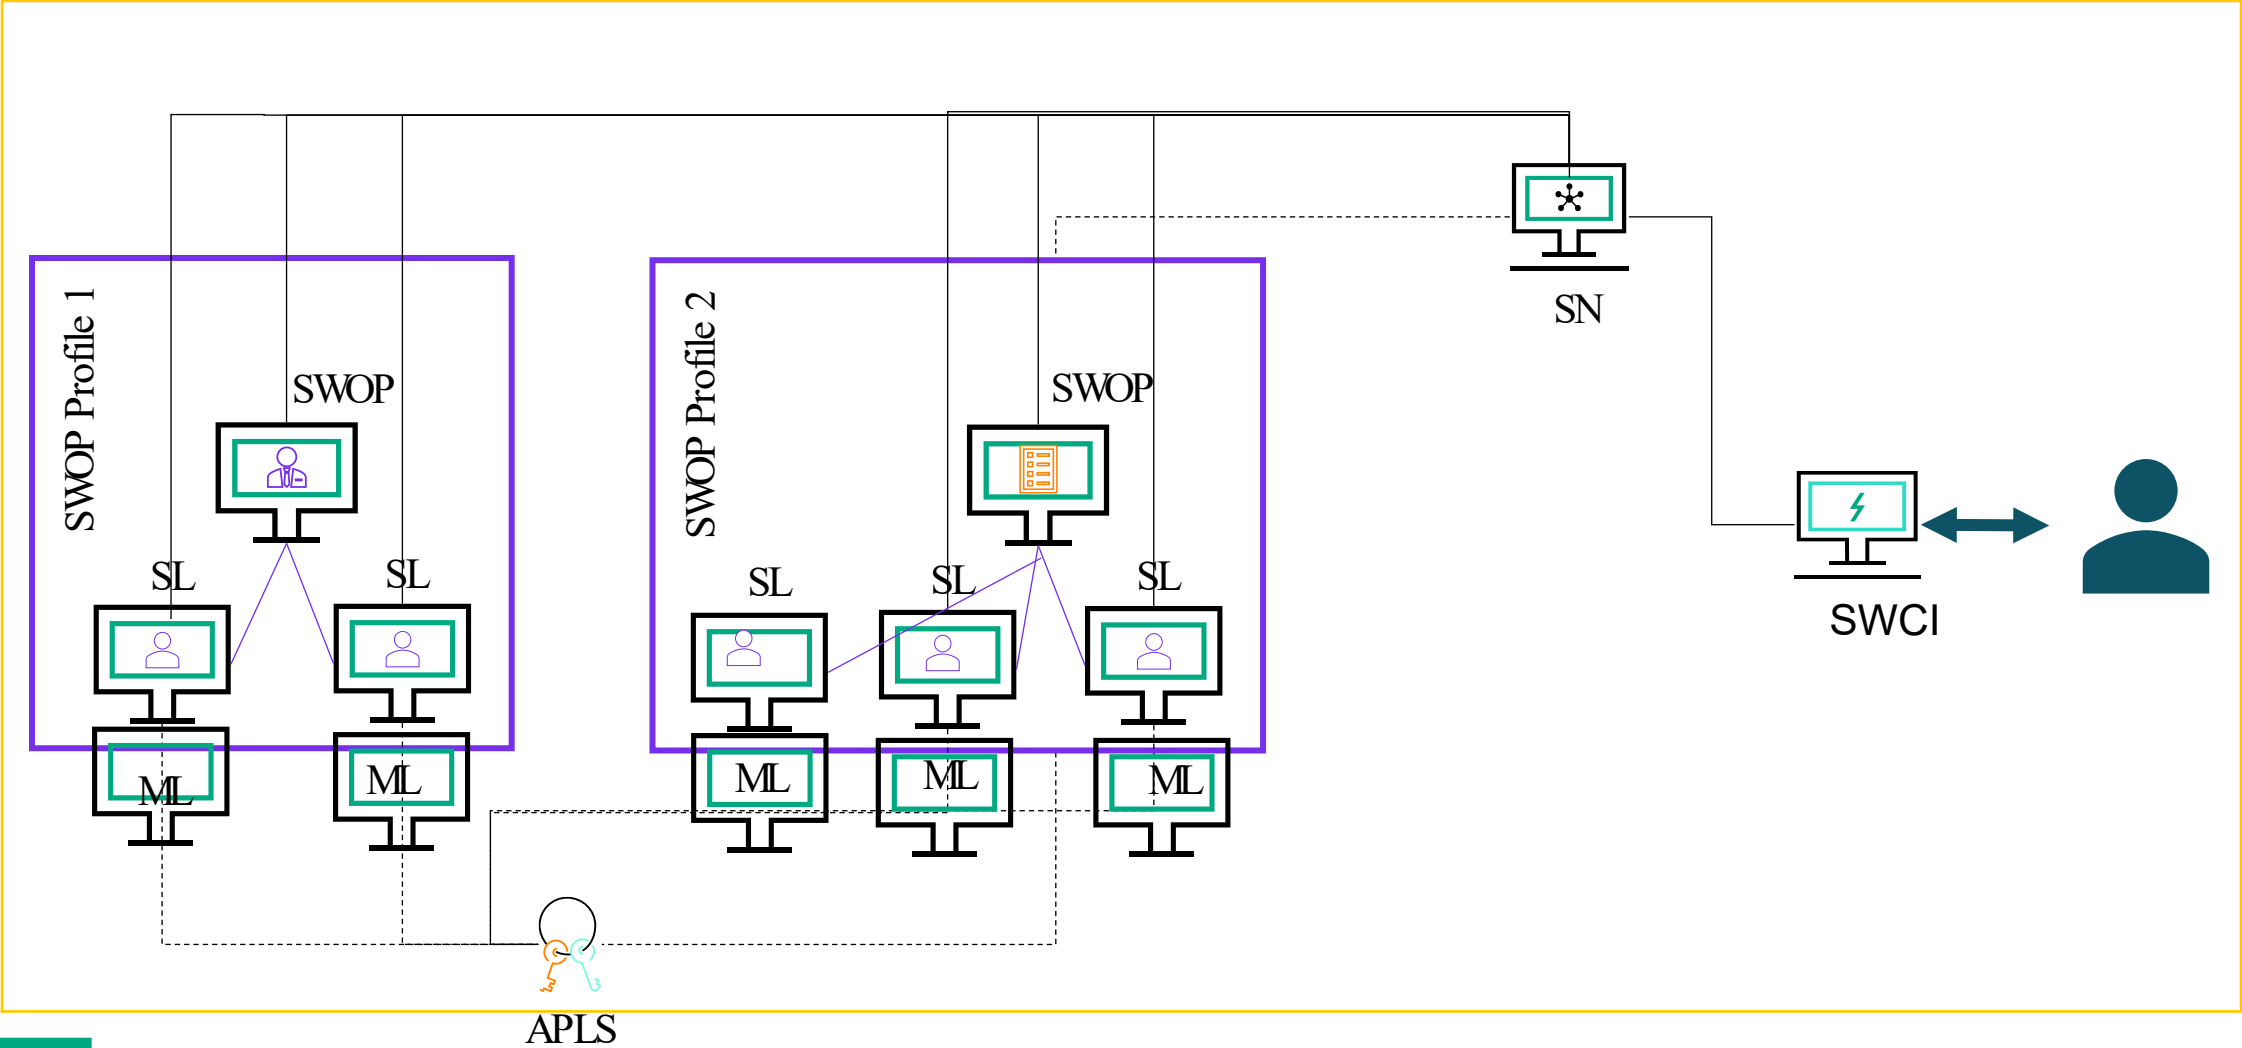 SWOP Profile 1
SWOP
SL
SL
ML
ML
SWOP Profile 2
SWOP
SL
SL
SL
ML
ML
ML
SN
SWCI
APLS